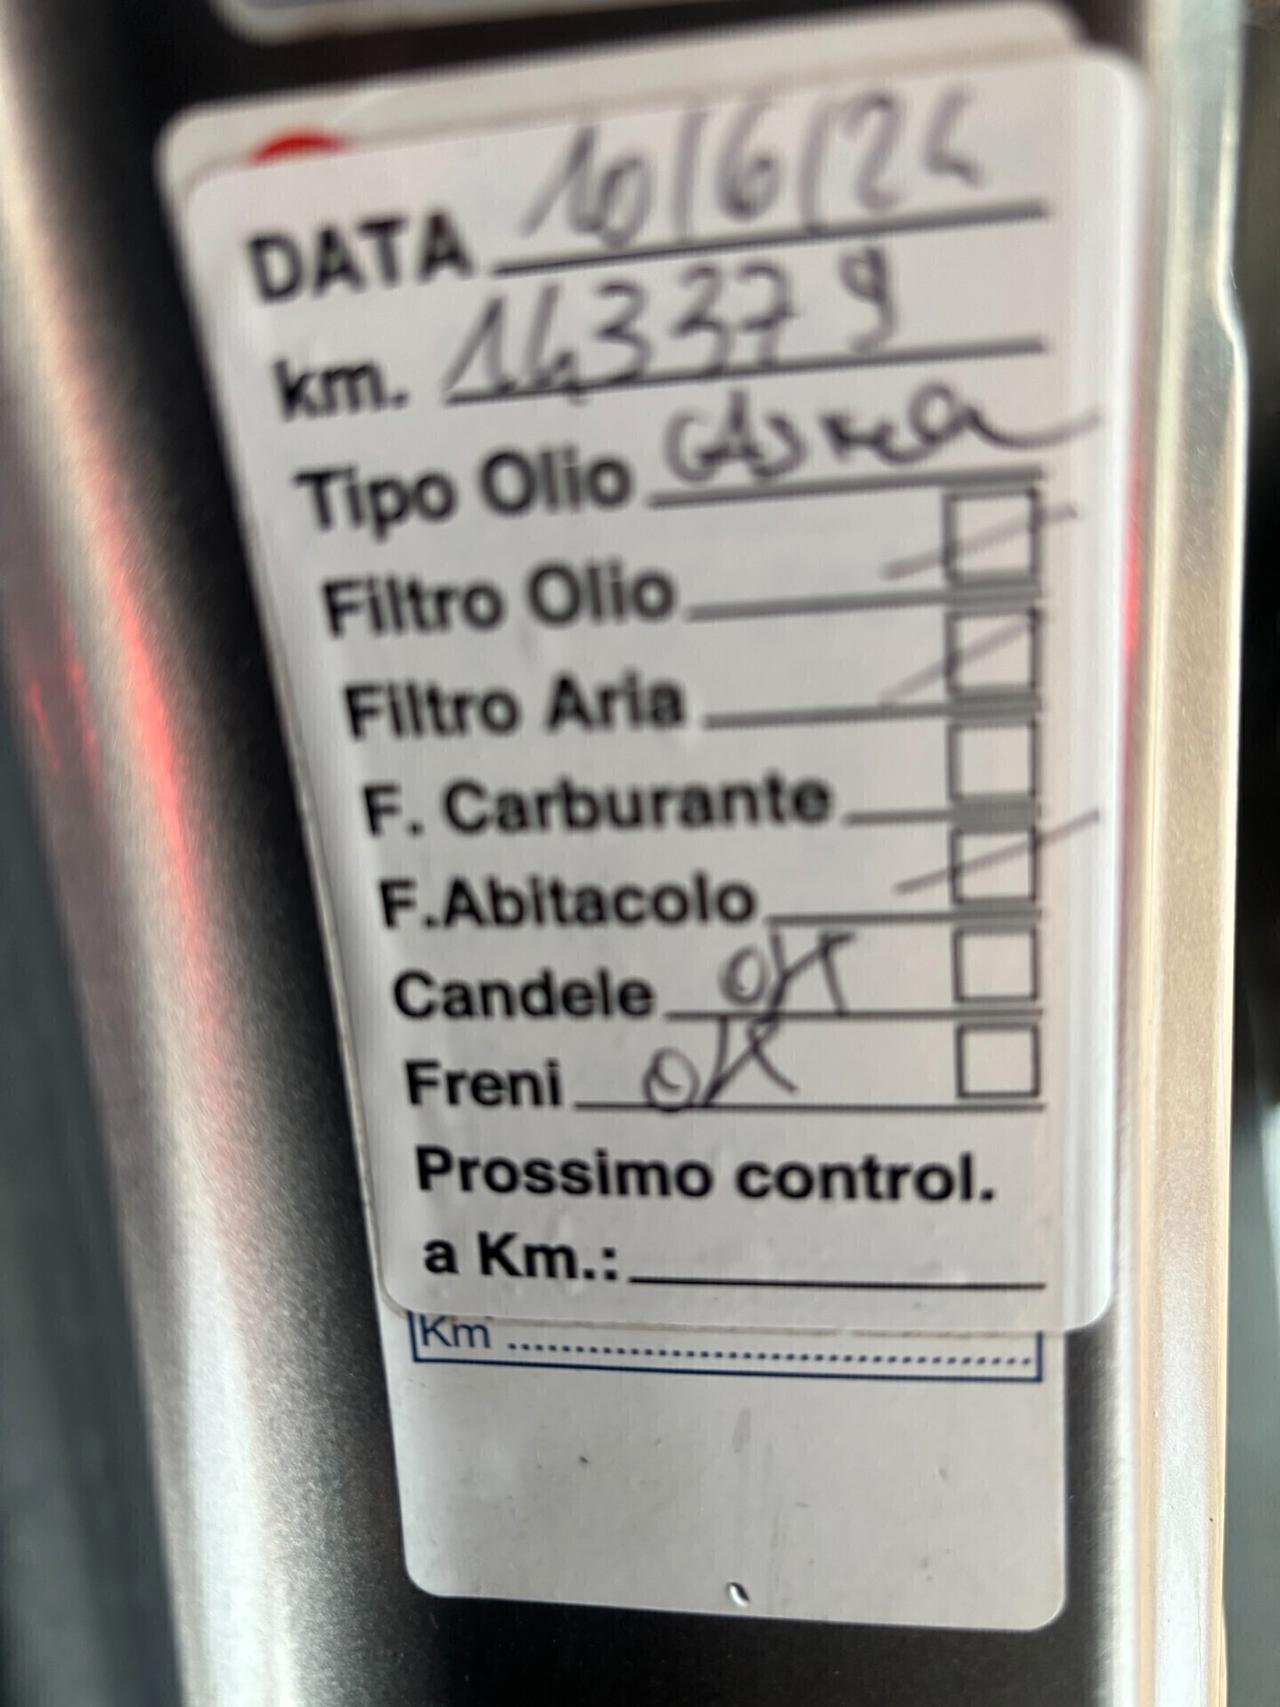 DATA 10/6/24
km. 143379
Tipo Olio
Filtro Olio
Filtro Aria
F. Carburante
F.Abitacolo
Candele OK
Freni OK
Prossimo control.
a Km.:
Km